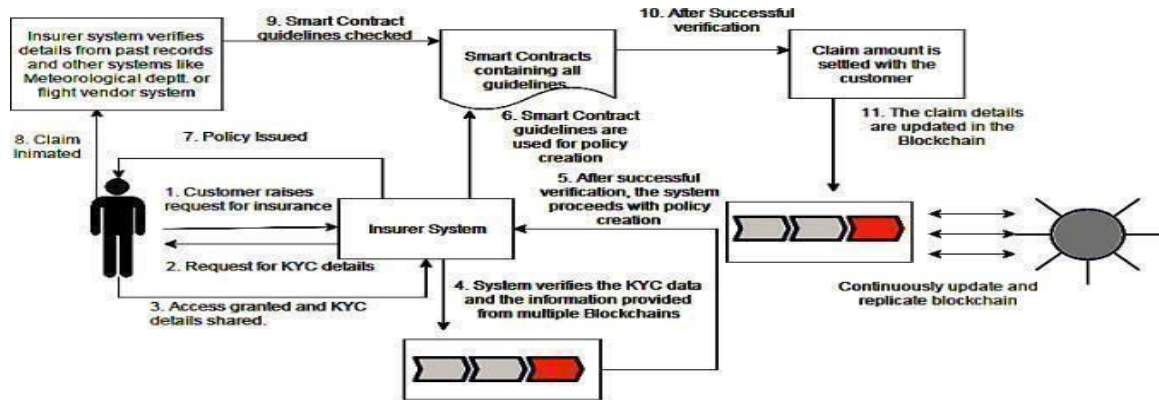 9. Smart Contract
guidelines checked
10. After Successful
verification
Insurer system verifies
details from past records
and other systems like
Meteorological deptt. or
flight vendor system
Smart Contracts
containing all
guidelines.
Claim amount is
settled with the
customer
8. Claim
Inimated
7. Policy Issued
6. Smart Contract
guidelines are
used for policy
creation
11. The claim details
are updated in the
Blockchain
1. Customer raises
request for insurance
5. After successful
verification, the system
proceeds with policy
creation
Insurer System
2. Request for KYC details
3. Access granted and KYC
details shared.
4. System verifies the KYC data
and the information provided
from multiple Blockchains
Continuously update and
replicate blockchain